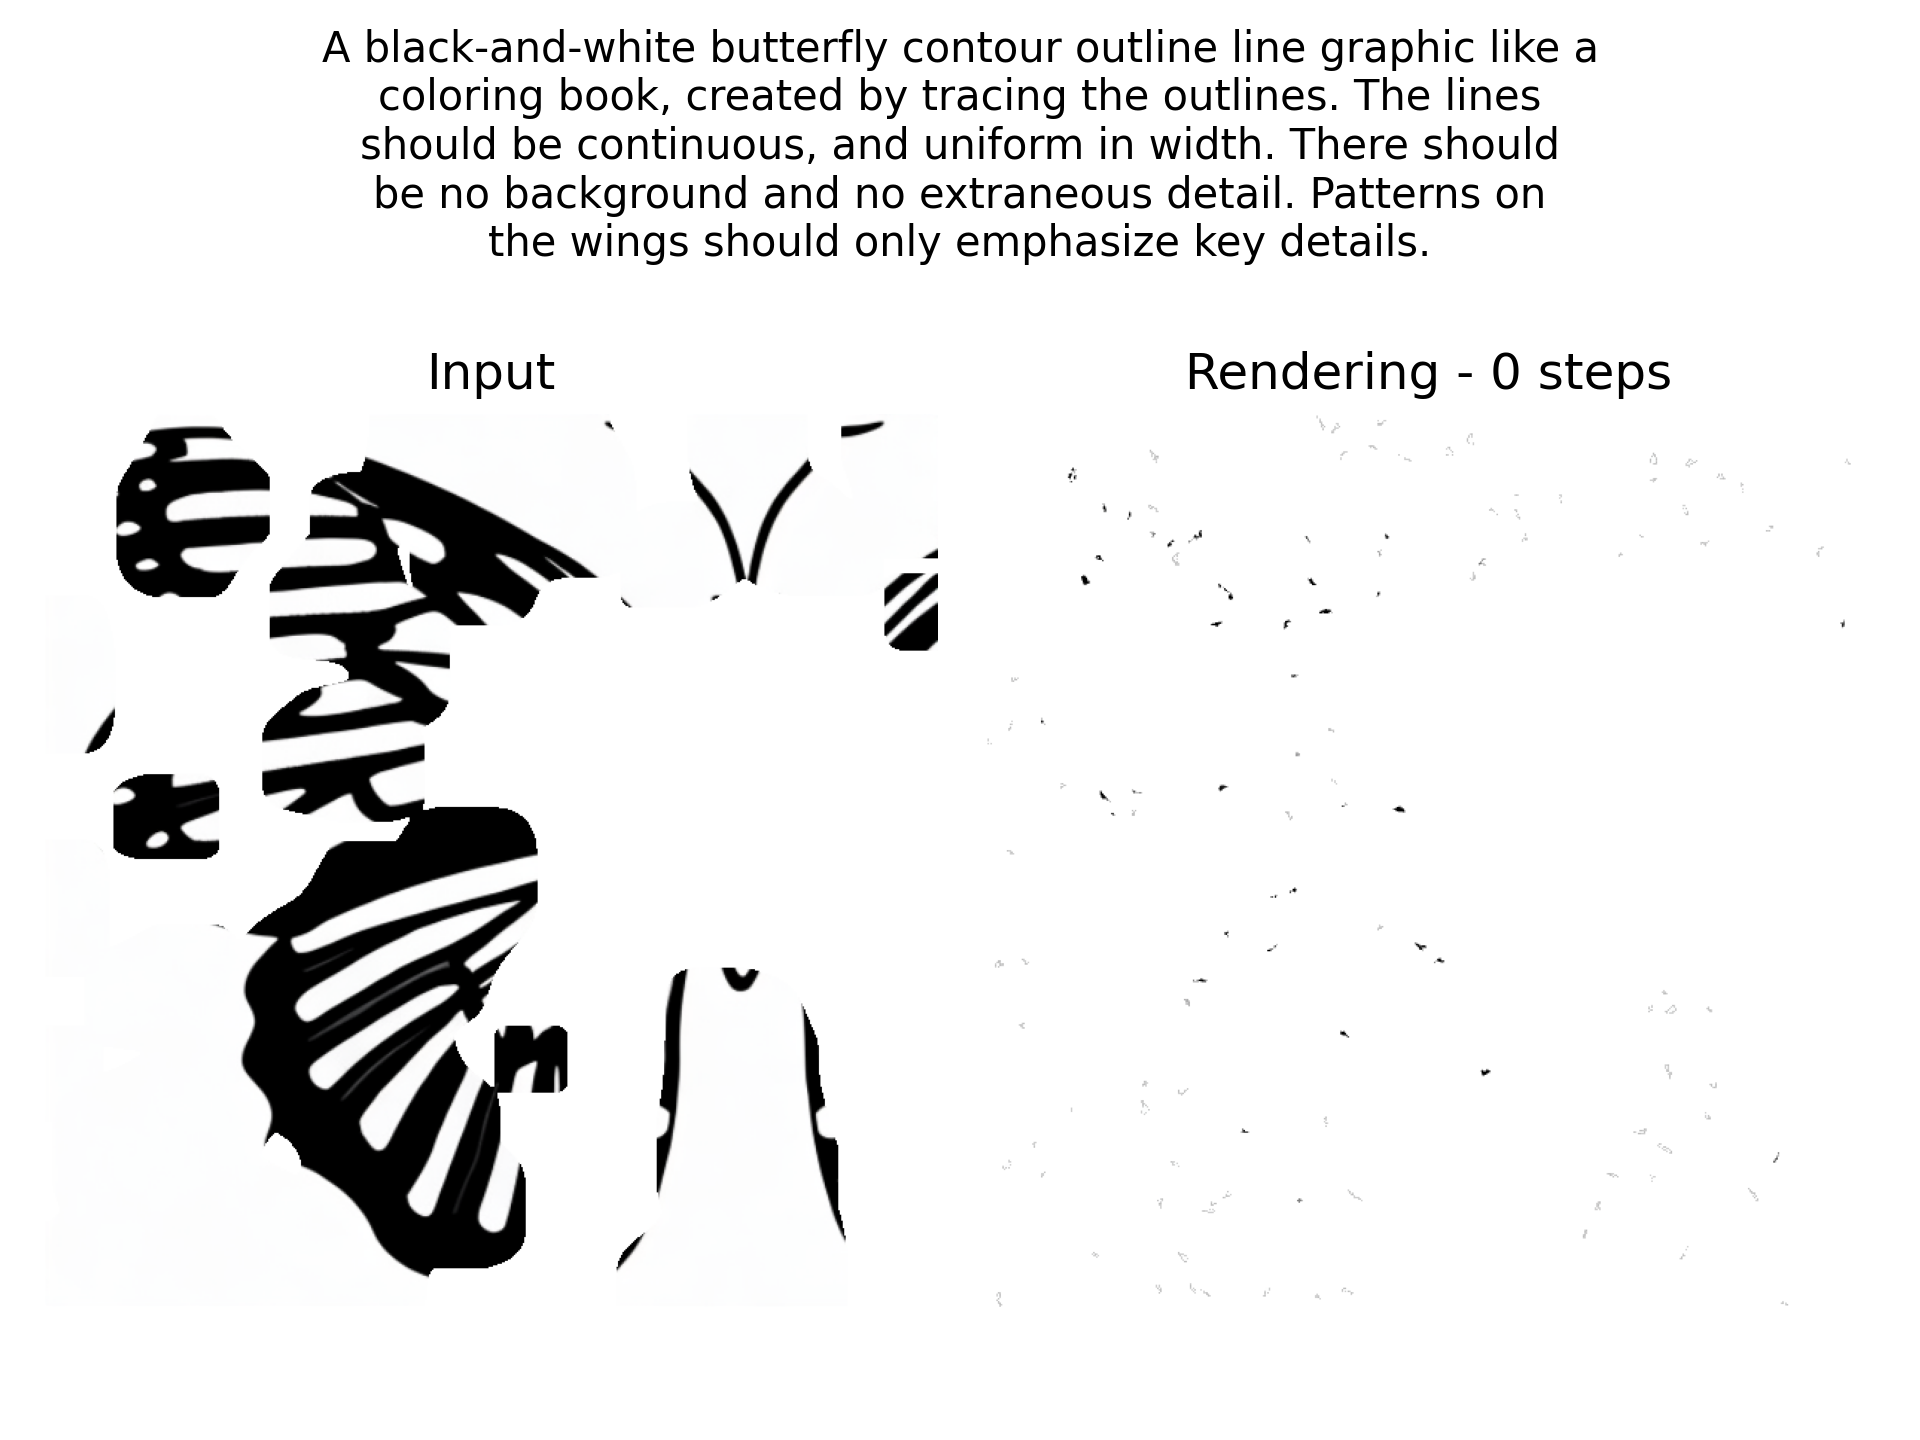 A black-and-white butterfly contour outline line graphic like a
coloring book, created by tracing the outlines. The lines
should be continuous, and uniform in width. There should
be no background and no extraneous detail. Patterns on
the wings should only emphasize key details.
Input
Rendering - 0 steps